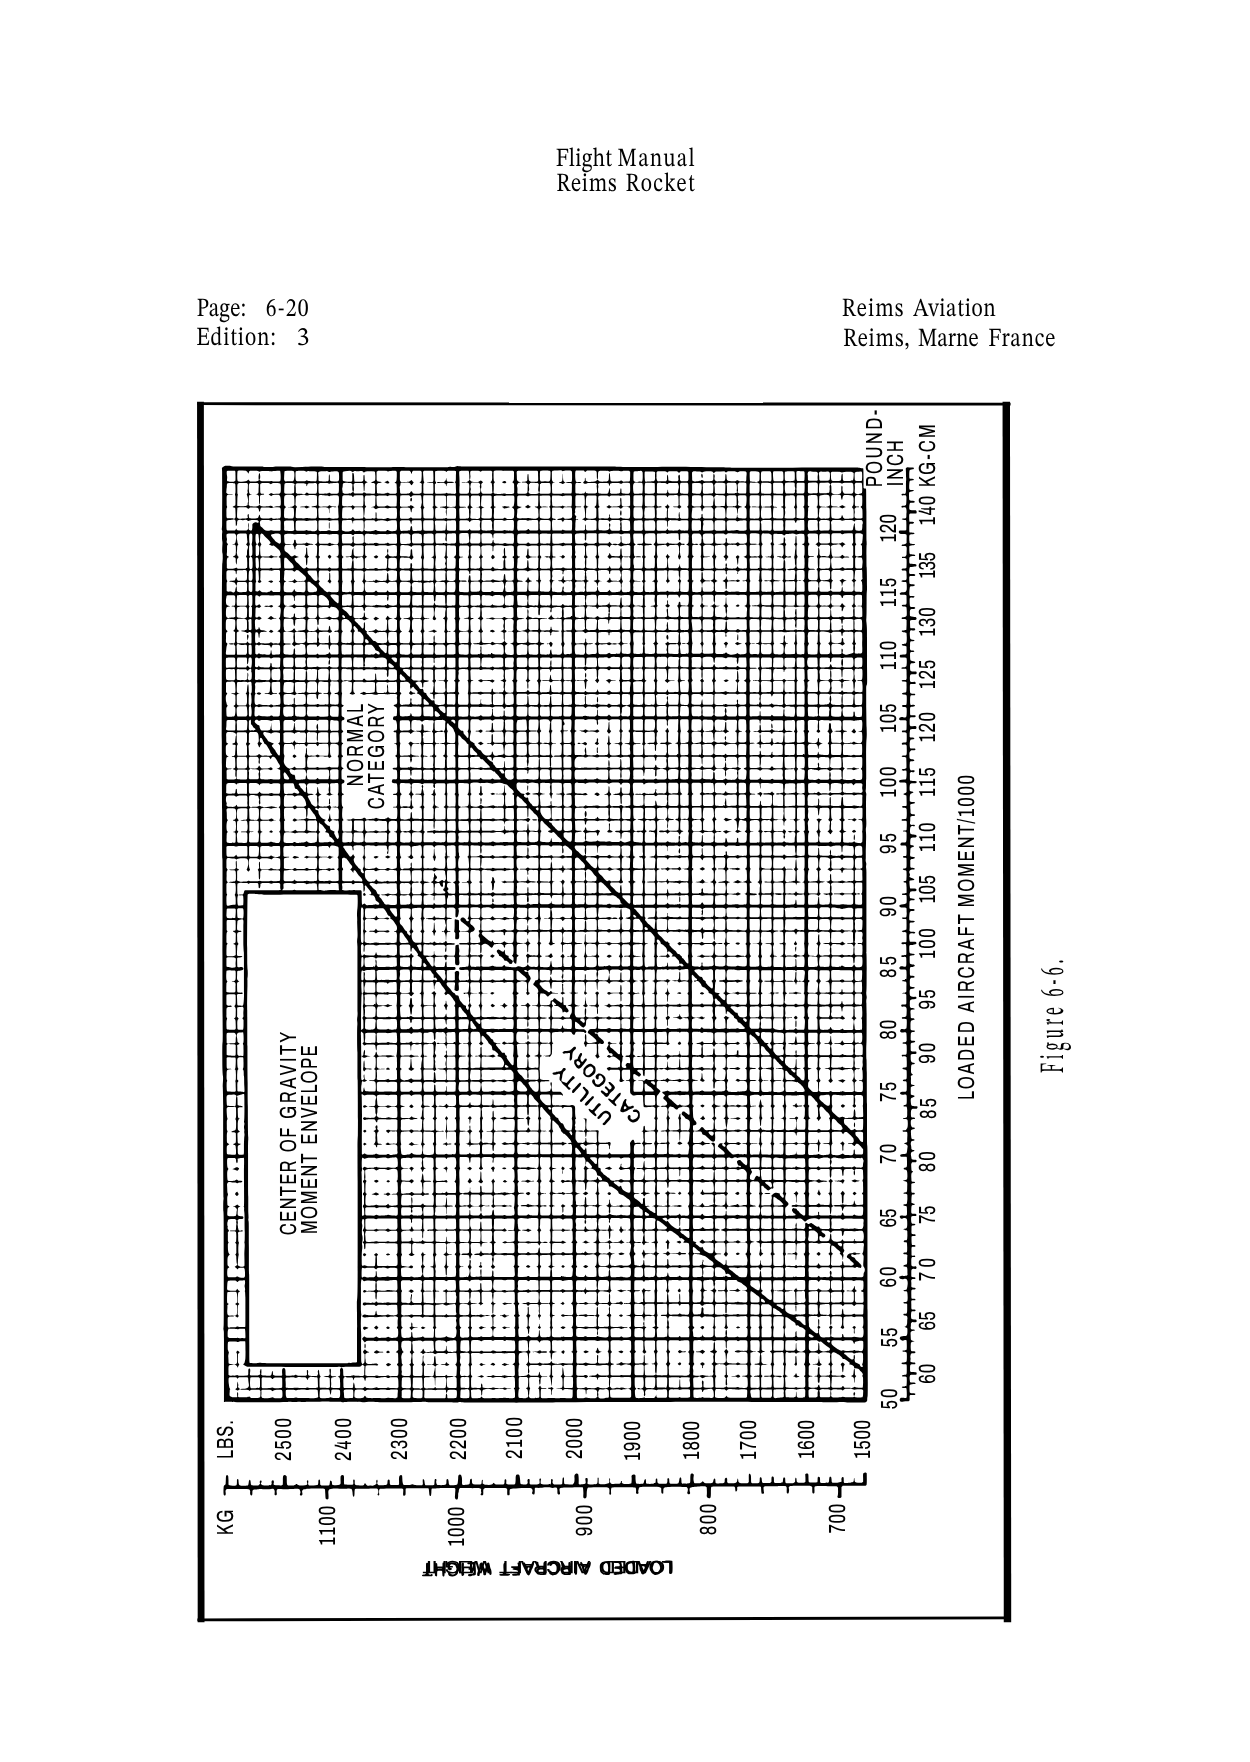 Flight Manual
Reims Rocket
Page: 6-20
Edition: 3
Reims Aviation
Reims, Marne France
CENTER OF GRAVITY
MOMENT ENVELOPE
NORMAL
CATEGORY
UTILITY
CATEGORY
LOADED AIRCRAFT WEIGHT
KG
1100
1000
900
800
700
LBS.
2500
2400
2300
2200
2100
2000
1900
1800
1700
1600
1500
50 55 60 65 70 75 80 85 90 95 100 105 110 115 120
POUND-
INCH
60 65 70 75 80 85 90 95 100 105 110 115 120 125 130 135 140 KG-CM
LOADED AIRCRAFT MOMENT/1000
Figure 6-6.